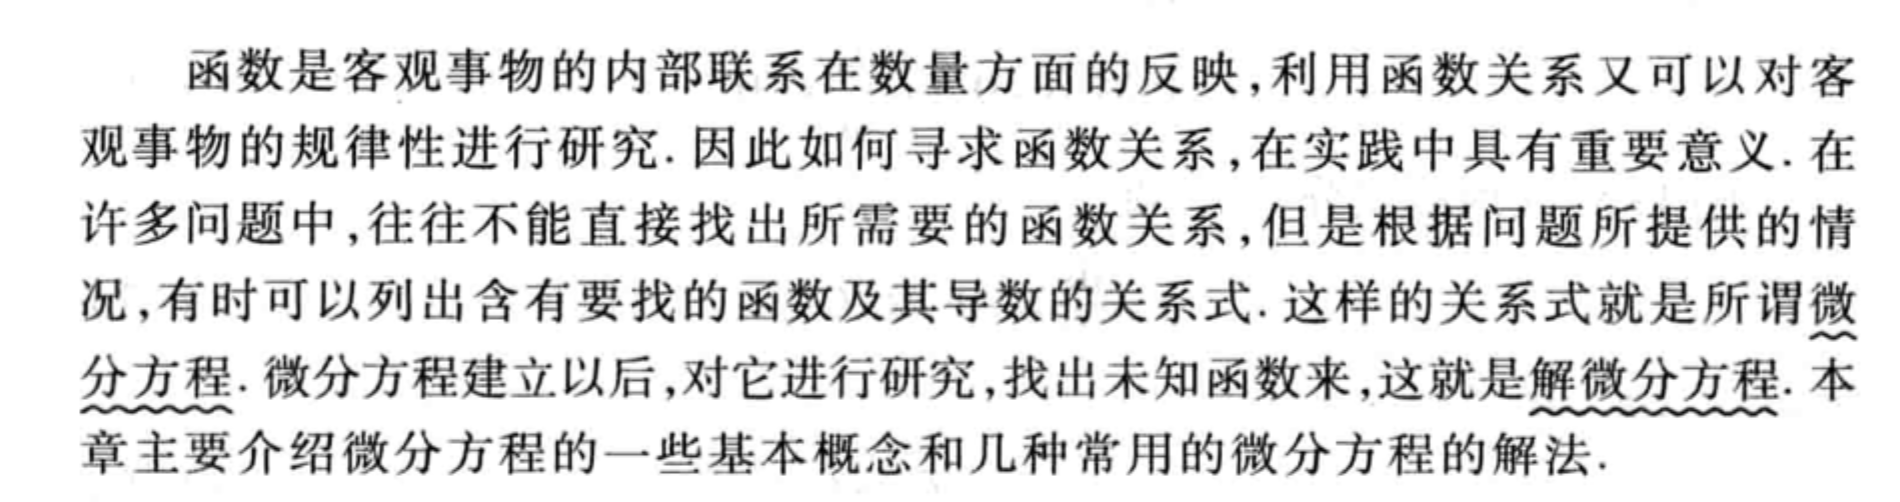 函数是客观事物的内部联系在数量方面的反映,利用函数关系又可以对客
观事物的规律性进行研究. 因此如何寻求函数关系,在实践中具有重要意义. 在
许多问题中,往往不能直接找出所需要的函数关系,但是根据问题所提供的情
况,有时可以列出含有要找的函数及其导数的关系式. 这样的关系式就是所谓微
分方程. 微分方程建立以后,对它进行研究,找出未知函数来,这就是解微分方程. 本
章主要介绍微分方程的一些基本概念和几种常用的微分方程的解法.